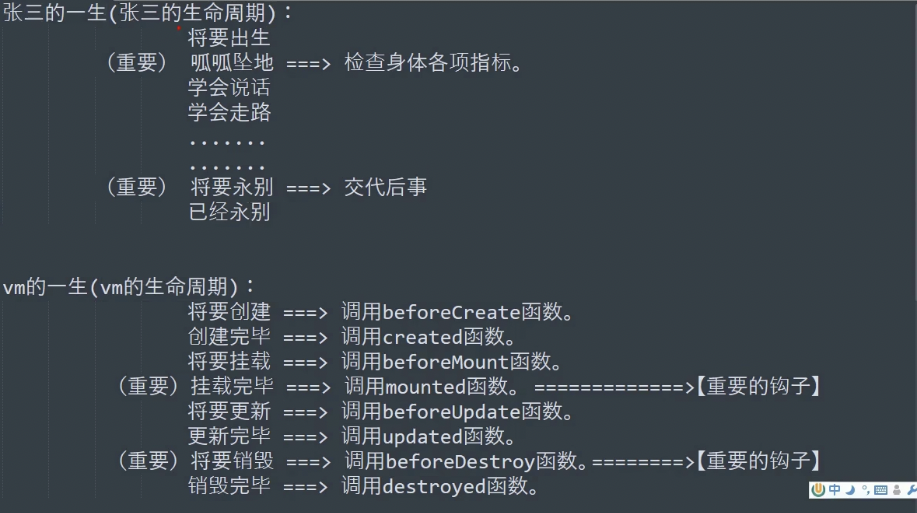 张三的一生(张三的生命周期)：
将要出生
(重要) 呱呱坠地 ===> 检查身体各项指标。
学会说话
学会走路
.......
.......
(重要) 将要永别 ===> 交代后事
已经永别
vm的一生(vm的生命周期)：
将要创建 ===> 调用beforeCreate函数。
创建完毕 ===> 调用created函数。
将要挂载 ===> 调用beforeMount函数。
(重要) 挂载完毕 ===> 调用mounted函数。 =============>【重要的钩子】
将要更新 ===> 调用beforeUpdate函数。
更新完毕 ===> 调用updated函数。
(重要) 将要销毁 ===> 调用beforeDestroy函数。========>【重要的钩子】
销毁完毕 ===> 调用destroyed函数。
中